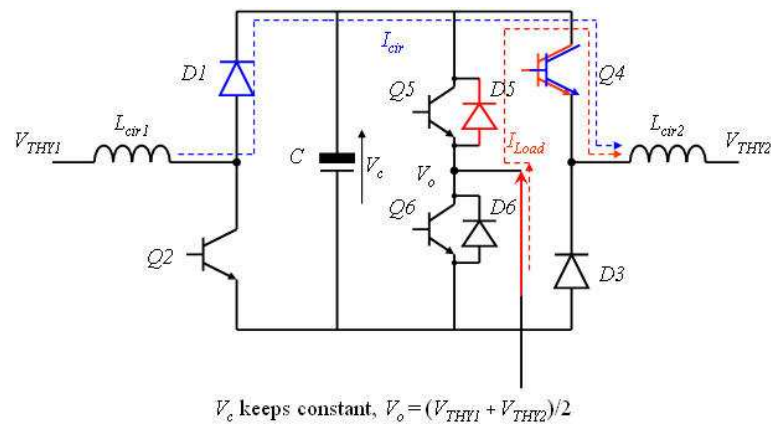 I_cir
D1
Q4
Q5
D5
L_cir1
I_Load
L_cir2
V_THY1
V_THY2
C
V_c
V_o
Q6
D6
Q2
D3
V_c keeps constant, V_o = (V_THY1 + V_THY2)/2